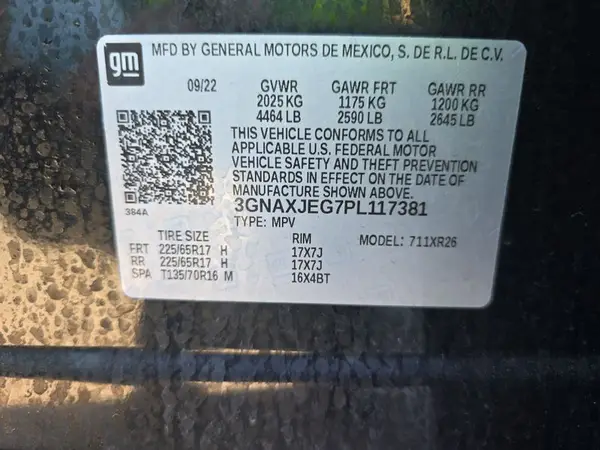 gm
MFD BY GENERAL MOTORS DE MEXICO, S. DE R.L. DE C.V.
09/22 GVWR GAWR FRT GAWR RR
2025 KG 1175 KG 1200 KG
4464 LB 2590 LB 2645 LB
THIS VEHICLE CONFORMS TO ALL
APPLICABLE U.S. FEDERAL MOTOR
VEHICLE SAFETY AND THEFT PREVENTION
STANDARDS IN EFFECT ON THE DATE OF
MANUFACTURE SHOWN ABOVE.
384A 3GNAXJEG7PL117381
TYPE: MPV
TIRE SIZE RIM MODEL: 711XR26
FRT 225/65R17 H 17X7J
RR 225/65R17 H 17X7J
SPA T135/70R16 M 16X4BT